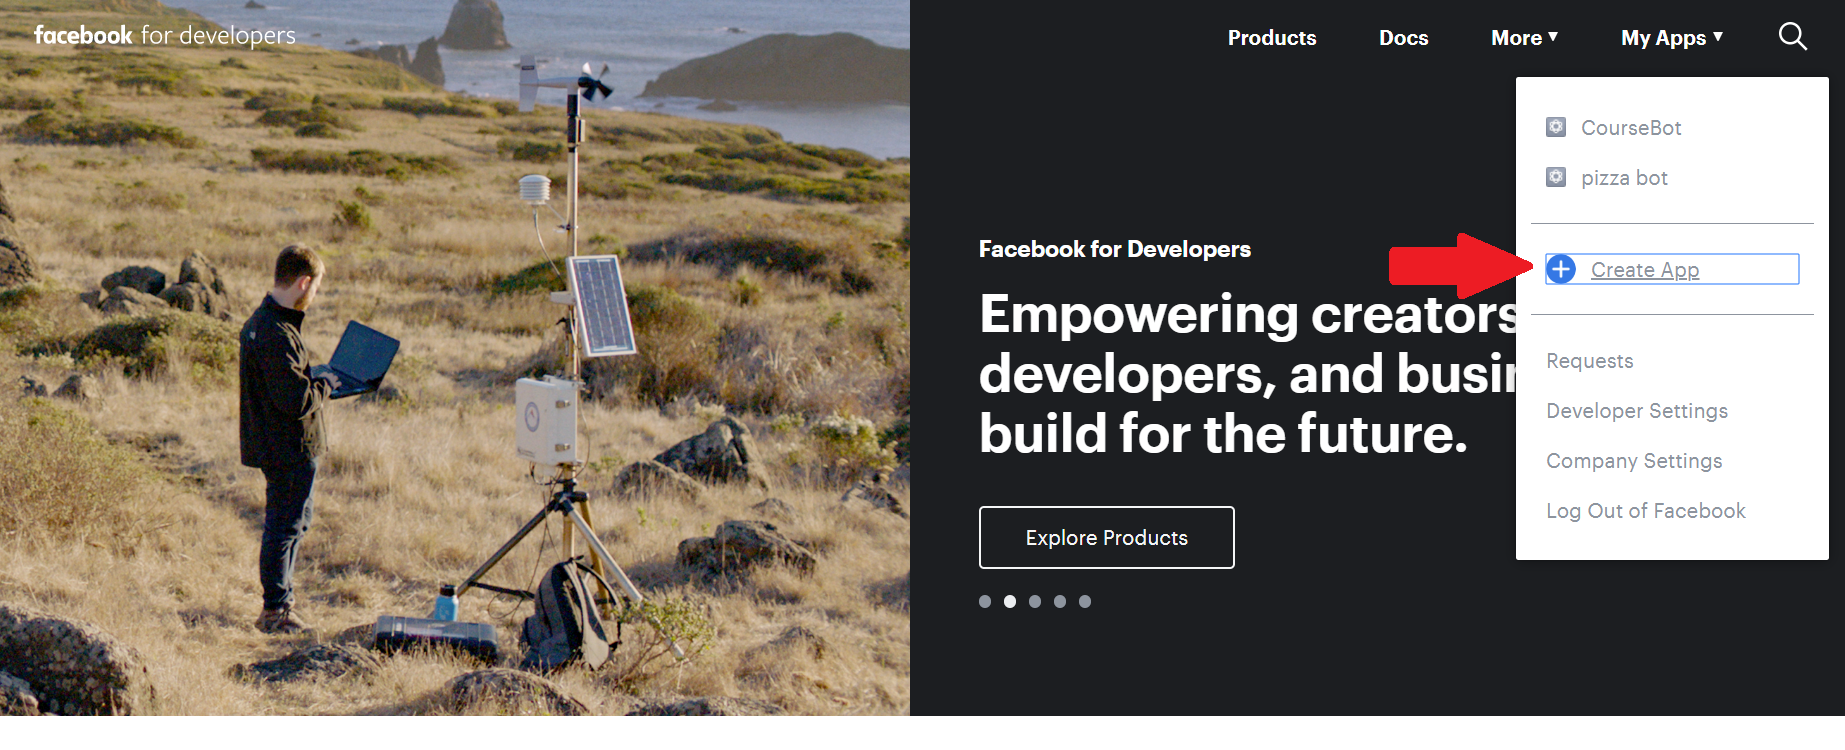 facebook for developers
Products
Docs
More
My Apps
CourseBot
pizza bot
Create App
Requests
Developer Settings
Company Settings
Log Out of Facebook
Facebook for Developers
Empowering creators
developers, and
build for the future.
Explore Products